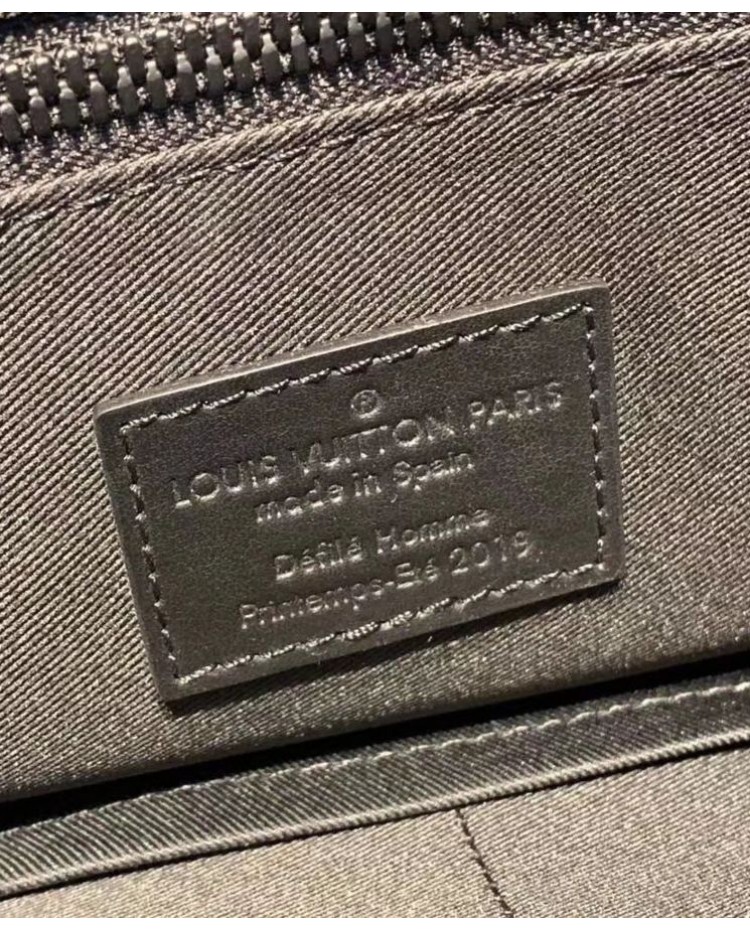 ®
LOUIS VUITTON PARIS
made in Spain
Défilé Homme
Printemps-Eté 2019